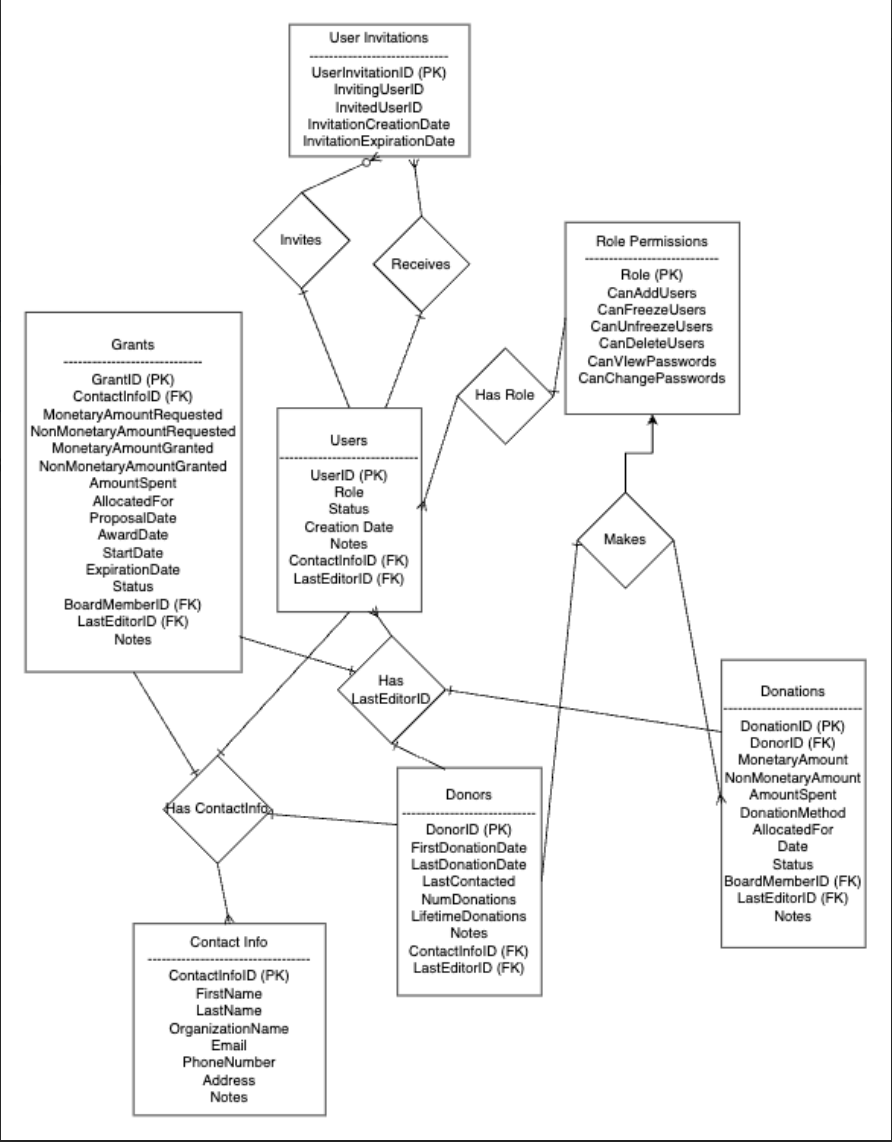 User Invitations
UserInvitationID (PK)
InvitingUserID
InvitedUserID
InvitationCreationDate
InvitationExpirationDate
Invites
Receives
Role Permissions
Role (PK)
CanAddUsers
CanFreezeUsers
CanUnfreezeUsers
CanDeleteUsers
CanVIewPasswords
CanChangePasswords
Has Role
Grants
GrantID (PK)
ContactInfoID (FK)
MonetaryAmountRequested
NonMonetaryAmountRequested
MonetaryAmountGranted
NonMonetaryAmountGranted
AmountSpent
AllocatedFor
ProposalDate
AwardDate
StartDate
ExpirationDate
Status
BoardMemberID (FK)
LastEditorID (FK)
Notes
Users
UserID (PK)
Role
Status
Creation Date
Notes
ContactInfoID (FK)
LastEditorID (FK)
Makes
Has
LastEditorID
Donations
DonationID (PK)
DonorID (FK)
MonetaryAmount
NonMonetaryAmount
AmountSpent
DonationMethod
AllocatedFor
Date
Status
BoardMemberID (FK)
LastEditorID (FK)
Notes
Has ContactInfo
Donors
DonorID (PK)
FirstDonationDate
LastDonationDate
LastContacted
NumDonations
LifetimeDonations
Notes
ContactInfoID (FK)
LastEditorID (FK)
Contact Info
ContactInfoID (PK)
FirstName
LastName
OrganizationName
Email
PhoneNumber
Address
Notes